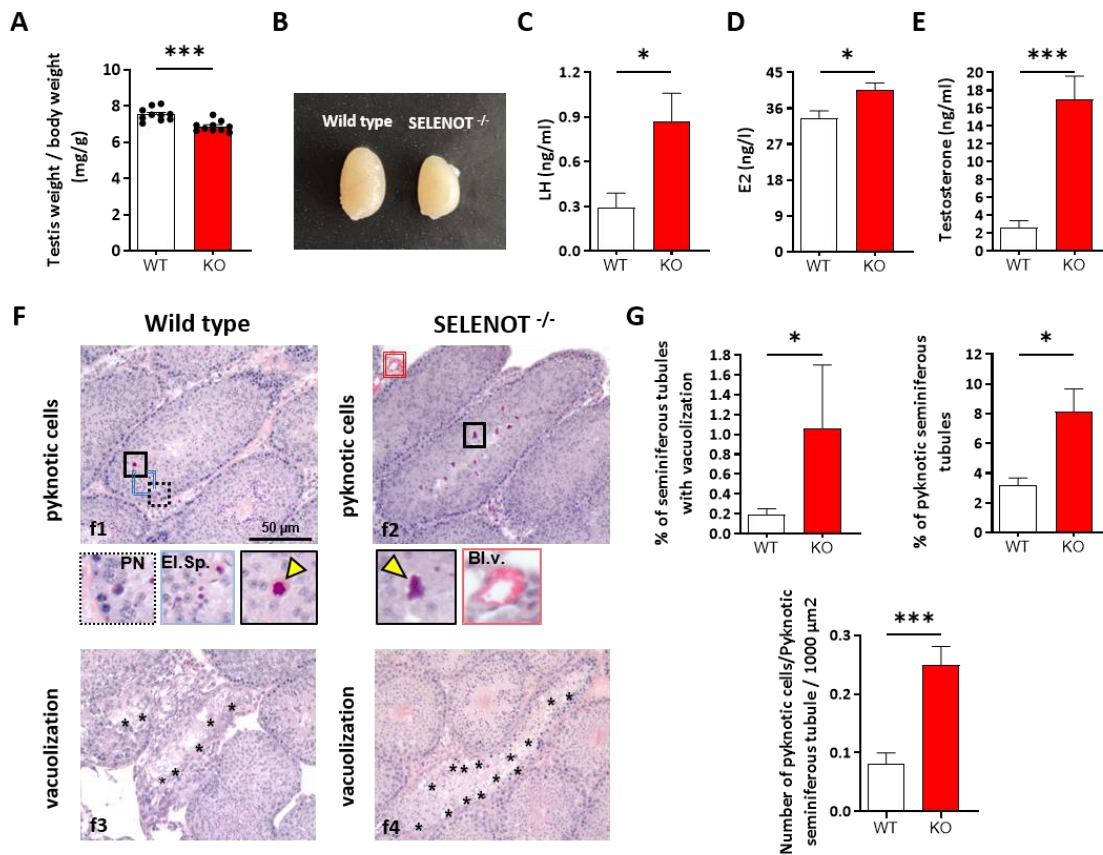 A
***
Testis weight / body weight
(mg/g)
10
8
6
4
2
0
WT
KO
B
Wild type
SELENOT -/-
C
*
LH (ng/ml)
1.2
0.9
0.6
0.3
0.0
WT
KO
D
*
E2 (ng/l)
45
36
27
18
9
0
WT
KO
E
***
Testosterone (ng/ml)
20
18
16
14
12
10
8
6
4
2
0
WT
KO
F
Wild type
SELENOT -/-
pyknotic cells
f1
50 µm
pyknotic cells
f2
PN
El.Sp.
Bl.v.
vacuolization
* * * * * * *
f3
vacuolization
* * * * * * * * * * * * * * *
f4
G
*
% of seminiferous tubules
with vacuolization
1.8
1.6
1.4
1.2
1.0
0.8
0.6
0.4
0.2
0.0
WT
KO
*
% of pyknotic seminiferous
tubules
12
10
8
6
4
2
0
WT
KO
***
Number of pyknotic cells/Pyknotic
seminiferous tubule / 1000 µm2
0.3
0.2
0.1
0.0
WT
KO